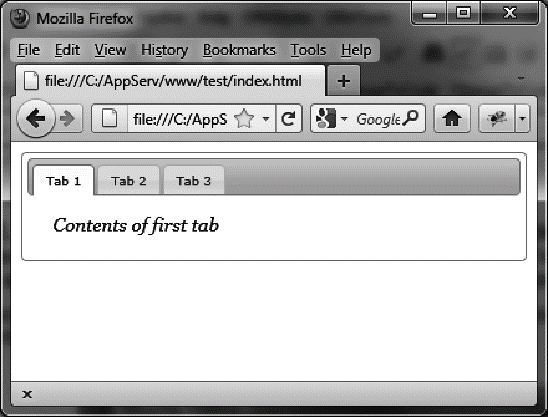 Mozilla Firefox
File Edit View History Bookmarks Tools Help
file:///C:/AppServ/www/test/index.html
file:///C:/AppS Google
Tab 1 Tab 2 Tab 3
Contents of first tab